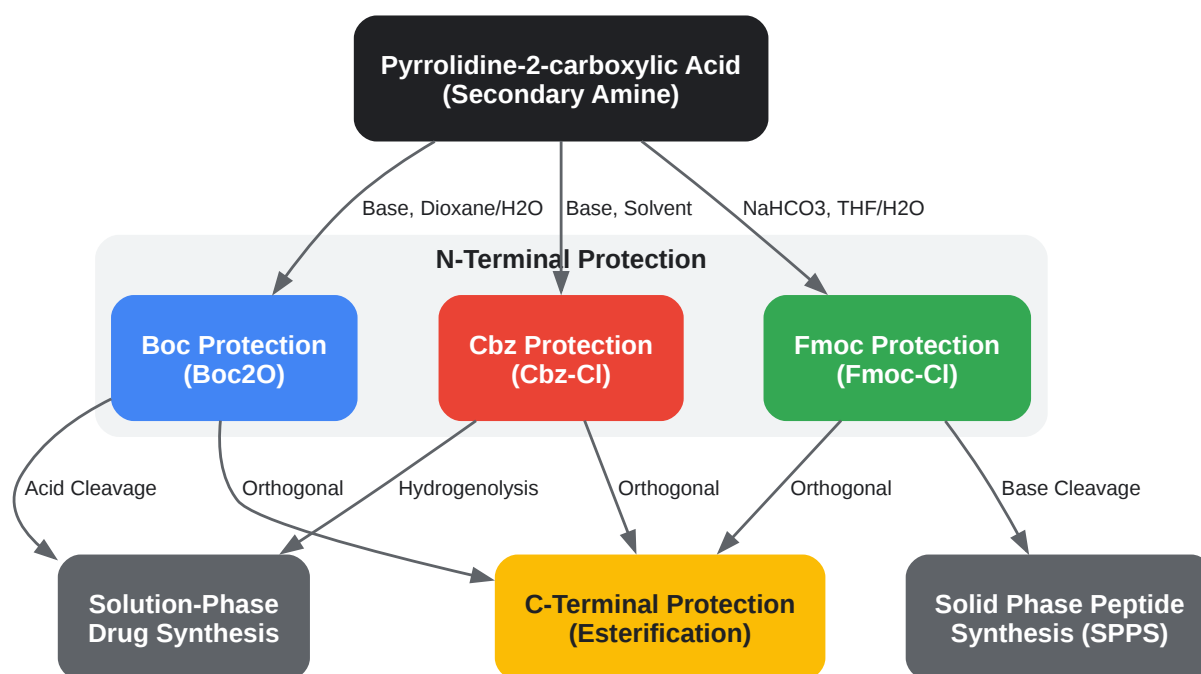 Pyrrolidine-2-carboxylic Acid
(Secondary Amine)
Base, Dioxane/H2O
Base, Solvent
NaHCO3, THF/H2O
N-Terminal Protection
Boc Protection
(Boc2O)
Cbz Protection
(Cbz-Cl)
Fmoc Protection
(Fmoc-Cl)
Acid Cleavage
Orthogonal
Hydrogenolysis
Orthogonal
Orthogonal
Base Cleavage
Solution-Phase
Drug Synthesis
C-Terminal Protection
(Esterification)
Solid Phase Peptide
Synthesis (SPPS)